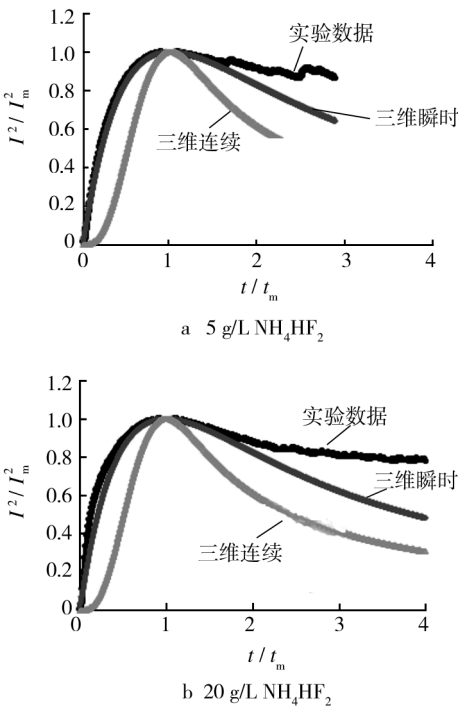 1.2
1.0
0.8
0.6
0.4
0.2
0
I²/I²ₘ
实验数据
三维瞬时
三维连续
0 1 2 3 4
t / tₘ
a 5 g/L NH₄HF₂
1.2
1.0
0.8
0.6
0.4
0.2
0
I²/I²ₘ
实验数据
三维瞬时
三维连续
0 1 2 3 4
t / tₘ
b 20 g/L NH₄HF₂